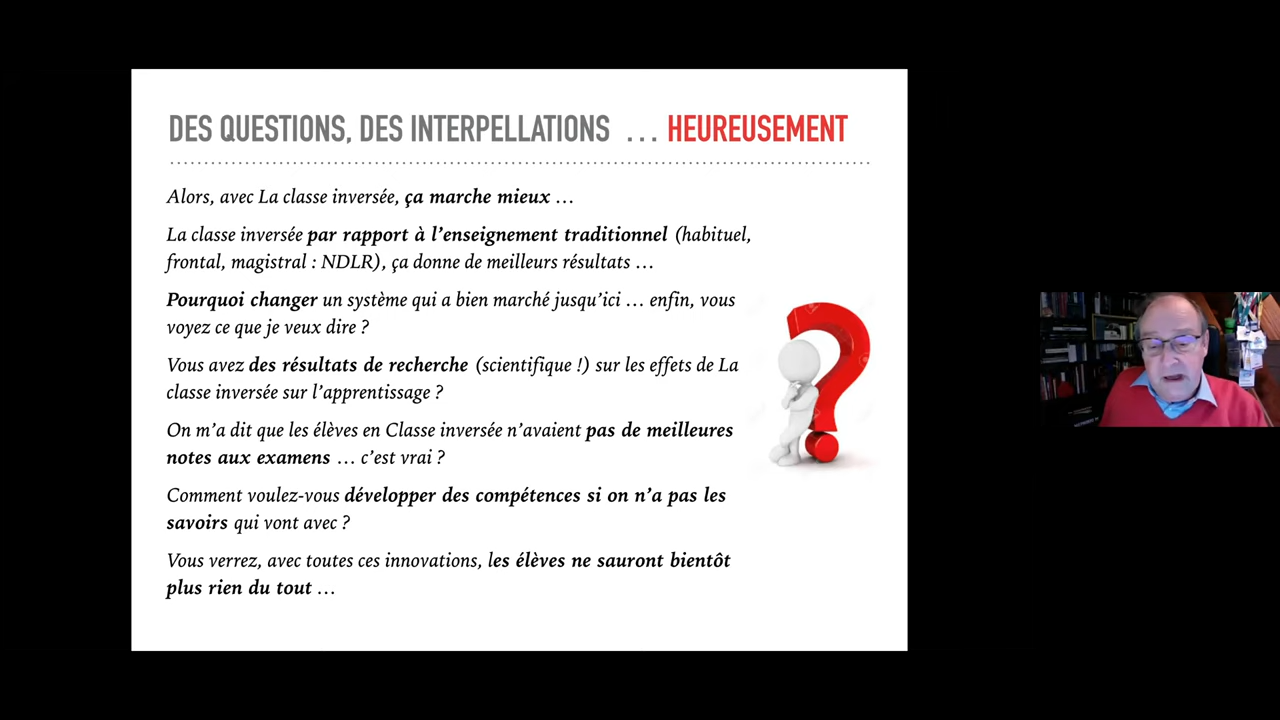 DES QUESTIONS, DES INTERPELLATIONS … HEUREUSEMENT
Alors, avec La classe inversée, ça marche mieux …
La classe inversée par rapport à l’enseignement traditionnel (habituel,
frontal, magistral : NDLR), ça donne de meilleurs résultats …
Pourquoi changer un système qui a bien marché jusqu’ici … enfin, vous
voyez ce que je veux dire ?
Vous avez des résultats de recherche (scientifique !) sur les effets de La
classe inversée sur l’apprentissage ?
On m’a dit que les élèves en Classe inversée n’avaient pas de meilleures
notes aux examens … c’est vrai ?
Comment voulez-vous développer des compétences si on n’a pas les
savoirs qui vont avec ?
Vous verrez, avec toutes ces innovations, les élèves ne sauront bientôt
plus rien du tout …